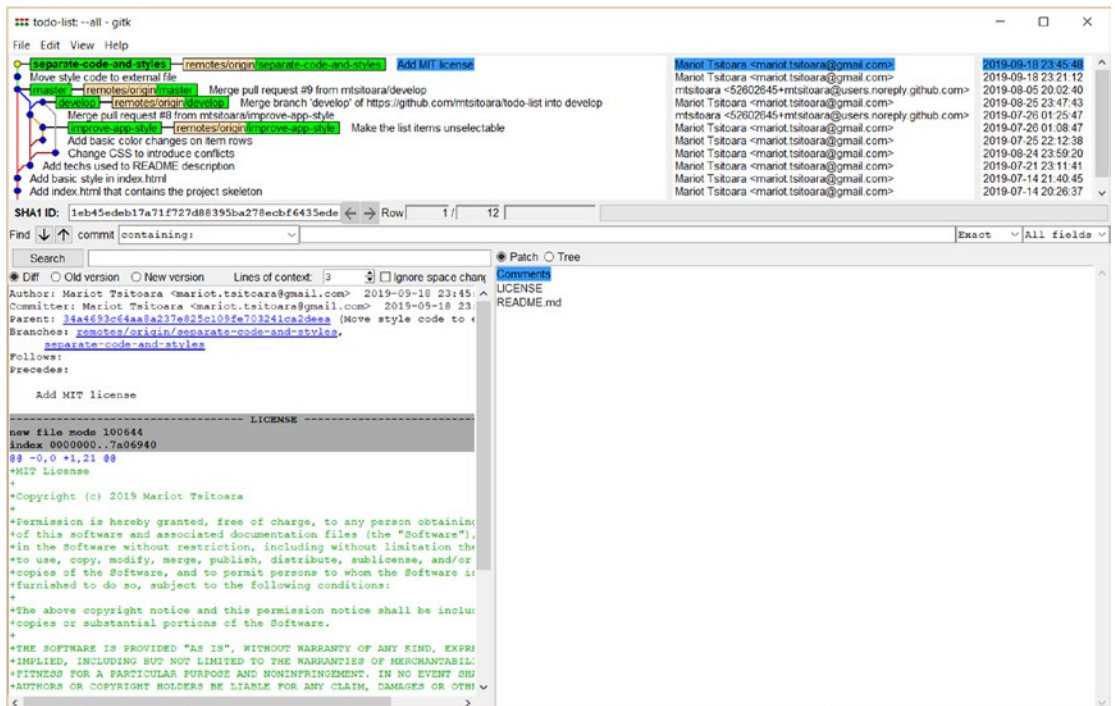 todo-list: --all - gitk
File Edit View Help
separate-code-and-styles remotes/origin/separate-code-and-styles Add MIT license Mariot Tsitoara <mariot.tsitoara@gmail.com> 2019-09-18 23:45:48
Move style code to external file Mariot Tsitoara <mariot.tsitoara@gmail.com> 2019-09-18 23:21:12
master remotes/origin/master Merge pull request #9 from mtsitoara/develop mtsitoara <52602645+mtsitoara@users.noreply.github.com> 2019-08-05 20:02:40
develop remotes/origin/develop Merge branch 'develop' of https://github.com/mtsitoara/todo-list into develop Mariot Tsitoara <mariot.tsitoara@gmail.com> 2019-08-25 23:47:43
Merge pull request #8 from mtsitoara/improve-app-style mtsitoara <52602645+mtsitoara@users.noreply.github.com> 2019-07-26 01:25:47
improve-app-style remotes/origin/improve-app-style Make the list items unselectable Mariot Tsitoara <mariot.tsitoara@gmail.com> 2019-07-26 01:08:47
Add basic color changes on item rows Mariot Tsitoara <mariot.tsitoara@gmail.com> 2019-07-25 22:12:38
Change CSS to introduce conflicts Mariot Tsitoara <mariot.tsitoara@gmail.com> 2019-08-24 23:59:20
Add techs used to README description Mariot Tsitoara <mariot.tsitoara@gmail.com> 2019-07-21 23:11:41
Add basic style in index.html Mariot Tsitoara <mariot.tsitoara@gmail.com> 2019-07-14 21:40:45
Add index.html that contains the project skeleton Mariot Tsitoara <mariot.tsitoara@gmail.com> 2019-07-14 20:26:37
SHA1 ID: 1eb45edeb17a71f727d88395ba278ecbf6435ede Row 1 / 12
Find commit containing: Exact All fields
Search
Patch Tree
Diff Old version New version Lines of context: 3 Ignore space chang
Comments
LICENSE
README.md
Author: Mariot Tsitoara <mariot.tsitoara@gmail.com> 2019-09-18 23:45:
Committer: Mariot Tsitoara <mariot.tsitoara@gmail.com> 2019-09-18 23:
Parent: 34a4693c64aa8a237e825c109fe703241ca2deea (Move style code to e
Branches: remotes/origin/separate-code-and-styles,
separate-code-and-styles
Follows:
Precedes:
Add MIT license
---------------------------------- LICENSE -------------------------
new file mode 100644
index 0000000..7a06940
@@ -0,0 +1,21 @@
+MIT License
+
+Copyright (c) 2019 Mariot Tsitoara
+
+Permission is hereby granted, free of charge, to any person obtaining
+of this software and associated documentation files (the "Software"),
+in the Software without restriction, including without limitation the
+to use, copy, modify, merge, publish, distribute, sublicense, and/or
+copies of the Software, and to permit persons to whom the Software is
+furnished to do so, subject to the following conditions:
+
+The above copyright notice and this permission notice shall be includ
+copies or substantial portions of the Software.
+
+THE SOFTWARE IS PROVIDED "AS IS", WITHOUT WARRANTY OF ANY KIND, EXPRE
+IMPLIED, INCLUDING BUT NOT LIMITED TO THE WARRANTIES OF MERCHANTABIL
+FITNESS FOR A PARTICULAR PURPOSE AND NONINFRINGEMENT. IN NO EVENT SHA
+AUTHORS OR COPYRIGHT HOLDERS BE LIABLE FOR ANY CLAIM, DAMAGES OR OTH